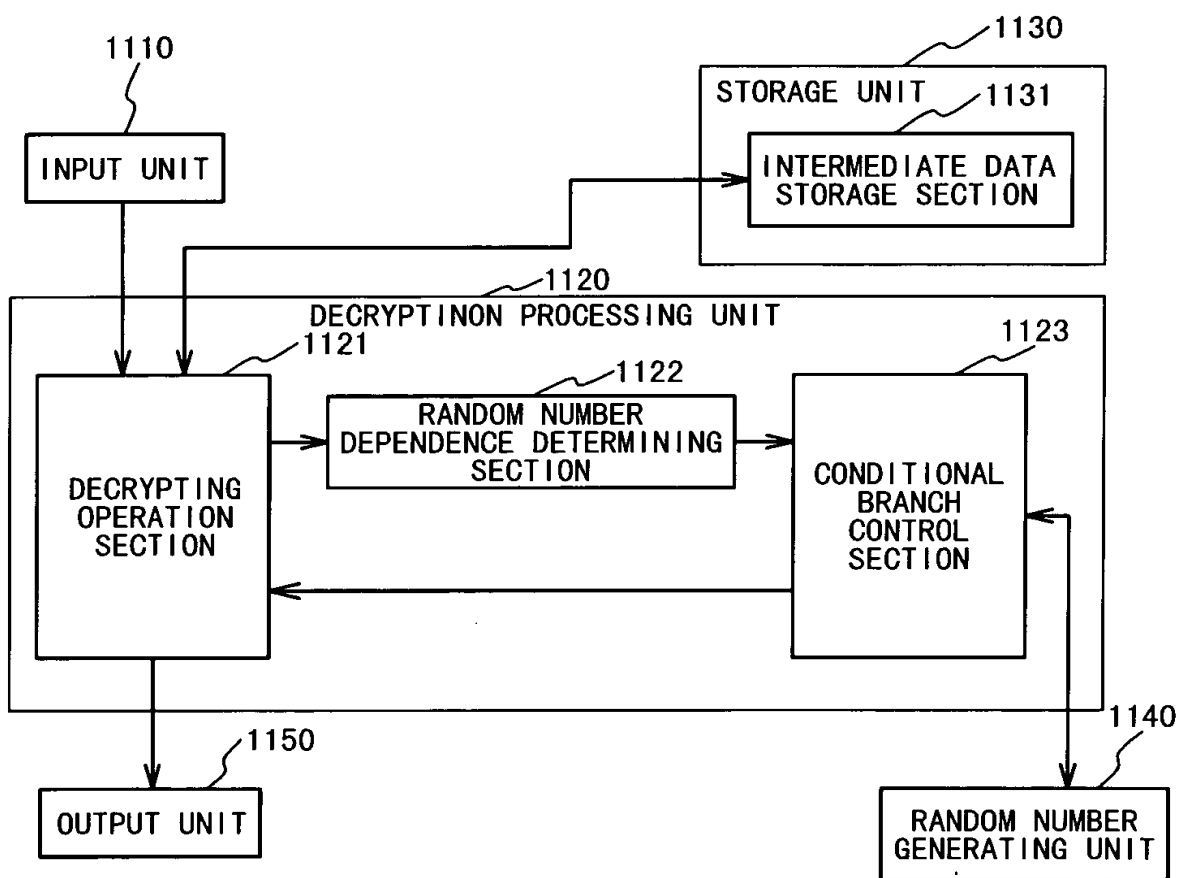 1110
INPUT UNIT
1130
STORAGE UNIT
1131
INTERMEDIATE DATA
STORAGE SECTION
1120
DECRYPTINON PROCESSING UNIT
1121
DECRYPTING
OPERATION
SECTION
1122
RANDOM NUMBER
DEPENDENCE DETERMINING
SECTION
1123
CONDITIONAL
BRANCH
CONTROL
SECTION
1150
OUTPUT UNIT
1140
RANDOM NUMBER
GENERATING UNIT